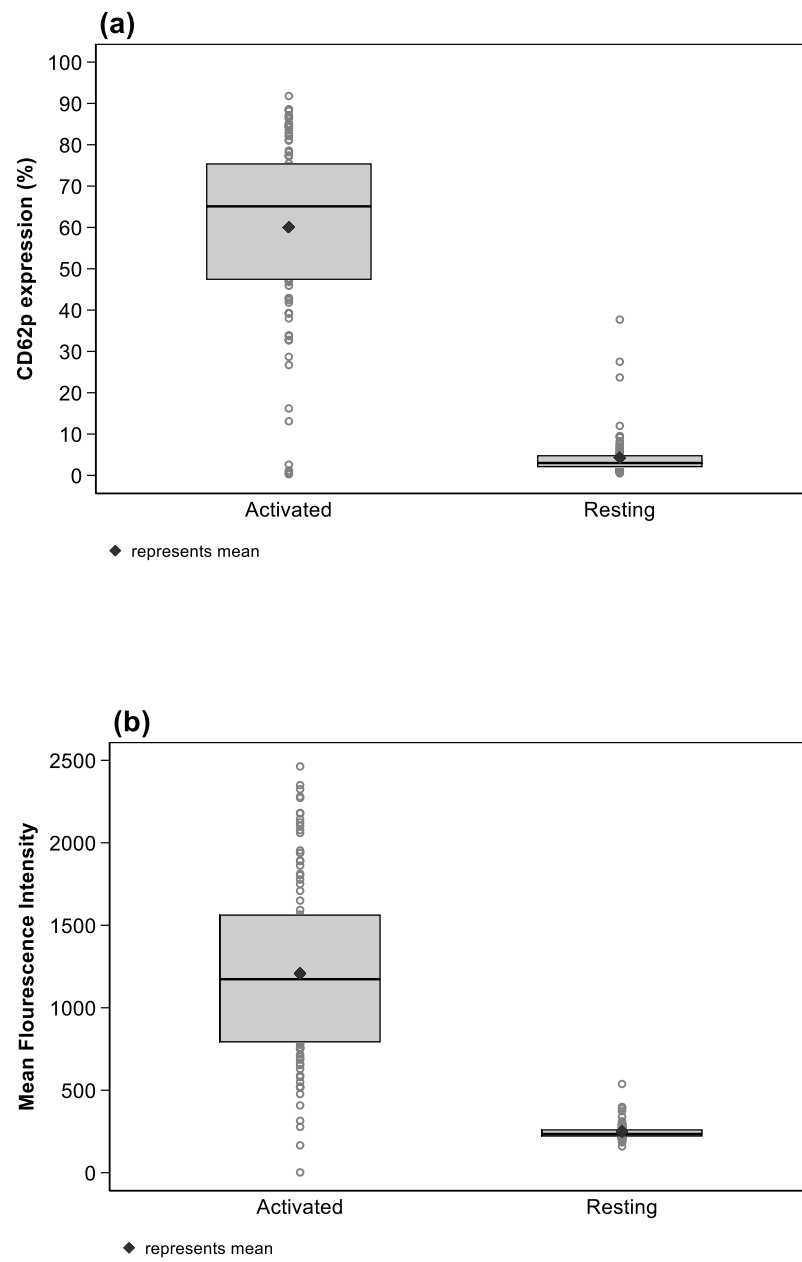 (a)
CD62p expression (%)
100
90
80
70
60
50
40
30
20
10
0
Activated Resting
represents mean
(b)
Mean Flourescence Intensity
2500
2000
1500
1000
500
0
Activated Resting
represents mean